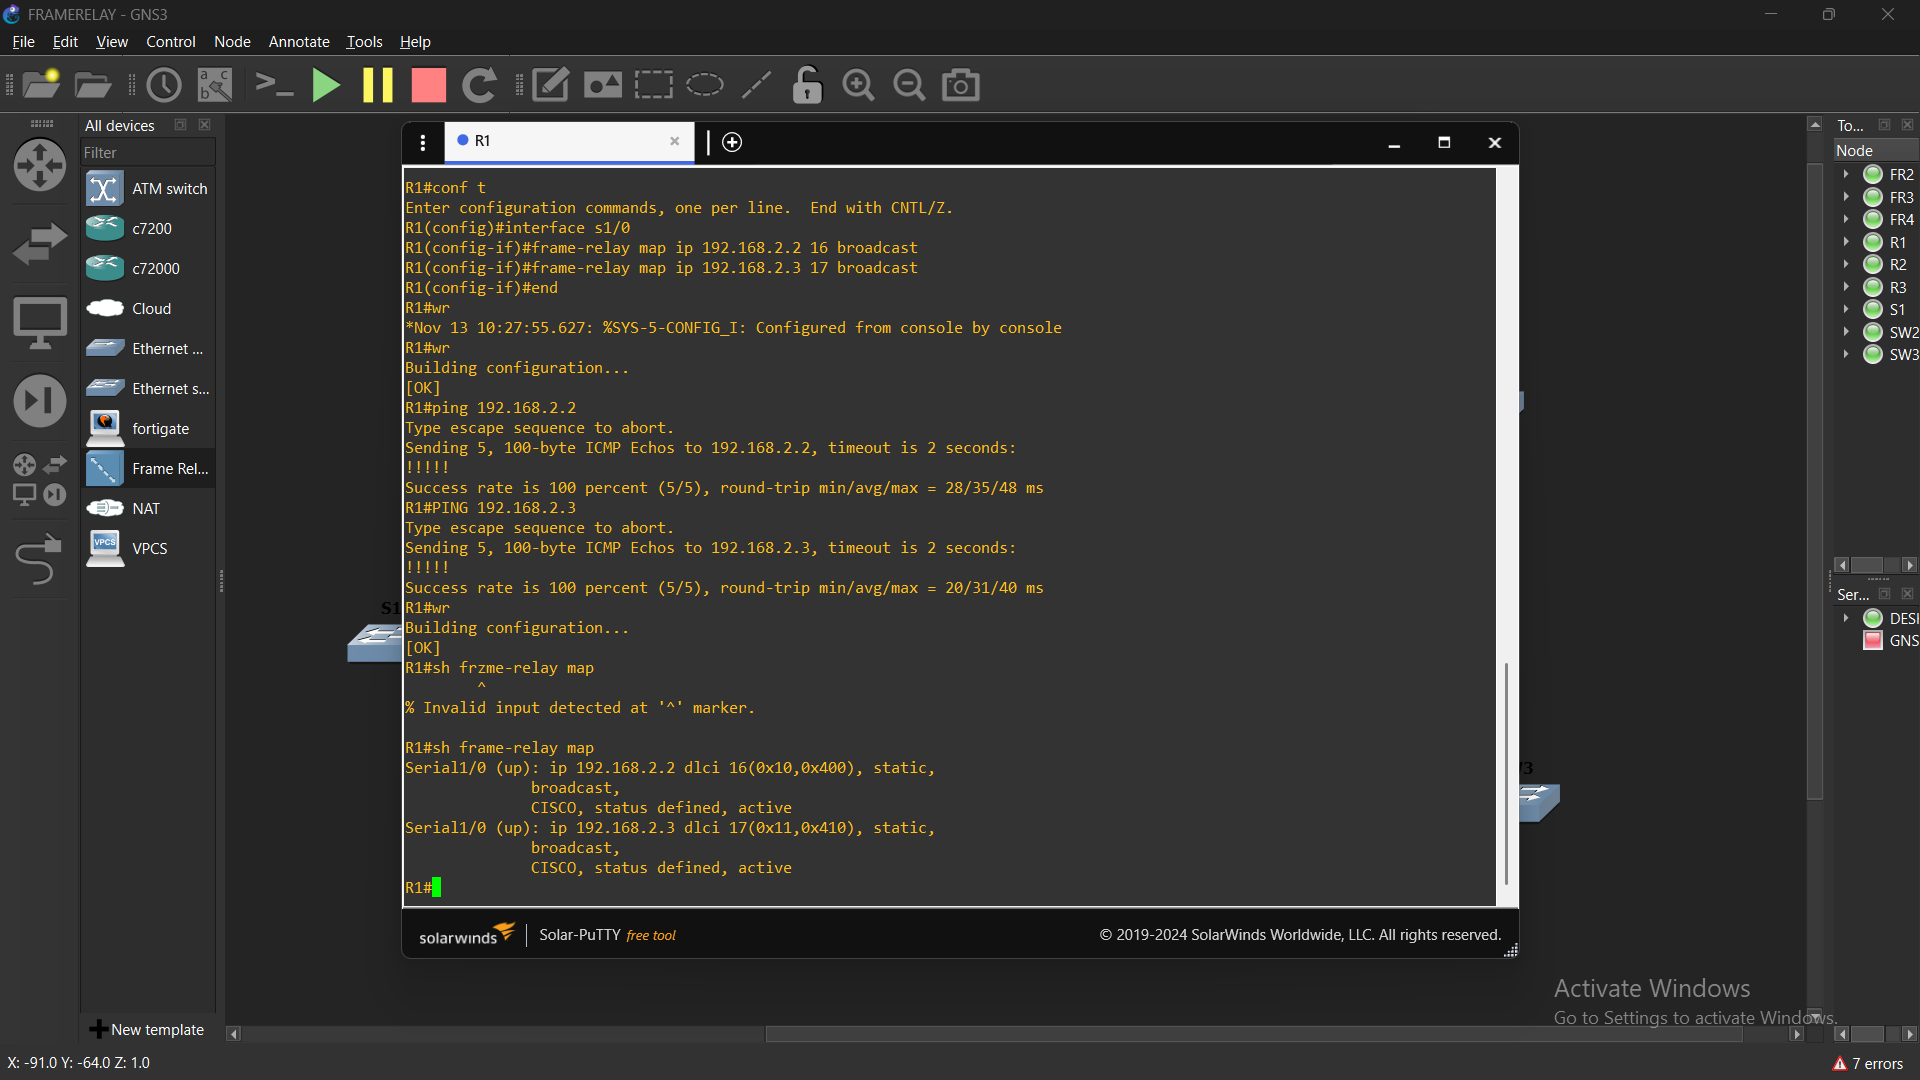 FRAMERELAY - GNS3
File Edit View Control Node Annotate Tools Help
All devices
Filter
ATM switch
c7200
c72000
Cloud
Ethernet ...
Ethernet s...
fortigate
Frame Rel...
NAT
VPCS
VPCS
New template
R1
R1#conf t
Enter configuration commands, one per line.  End with CNTL/Z.
R1(config)#interface s1/0
R1(config-if)#frame-relay map ip 192.168.2.2 16 broadcast
R1(config-if)#frame-relay map ip 192.168.2.3 17 broadcast
R1(config-if)#end
R1#wr
*Nov 13 10:27:55.627: %SYS-5-CONFIG_I: Configured from console by console
R1#wr
Building configuration...
[OK]
R1#ping 192.168.2.2
Type escape sequence to abort.
Sending 5, 100-byte ICMP Echos to 192.168.2.2, timeout is 2 seconds:
!!!!!
Success rate is 100 percent (5/5), round-trip min/avg/max = 28/35/48 ms
R1#PING 192.168.2.3
Type escape sequence to abort.
Sending 5, 100-byte ICMP Echos to 192.168.2.3, timeout is 2 seconds:
!!!!!
Success rate is 100 percent (5/5), round-trip min/avg/max = 20/31/40 ms
R1#wr
Building configuration...
[OK]
R1#sh frzme-relay map
^
% Invalid input detected at '^' marker.
R1#sh frame-relay map
Serial1/0 (up): ip 192.168.2.2 dlci 16(0x10,0x400), static,
broadcast,
CISCO, status defined, active
Serial1/0 (up): ip 192.168.2.3 dlci 17(0x11,0x410), static,
broadcast,
CISCO, status defined, active
R1#
solarwinds Solar-PuTTY free tool
© 2019-2024 SolarWinds Worldwide, LLC. All rights reserved.
S1
To...
Node
FR2
FR3
FR4
R1
R2
R3
S1
SW2
SW3
Ser...
DESI
GNS
Activate Windows
Go to Settings to activate Windows.
X: -91.0 Y: -64.0 Z: 1.0
7 errors